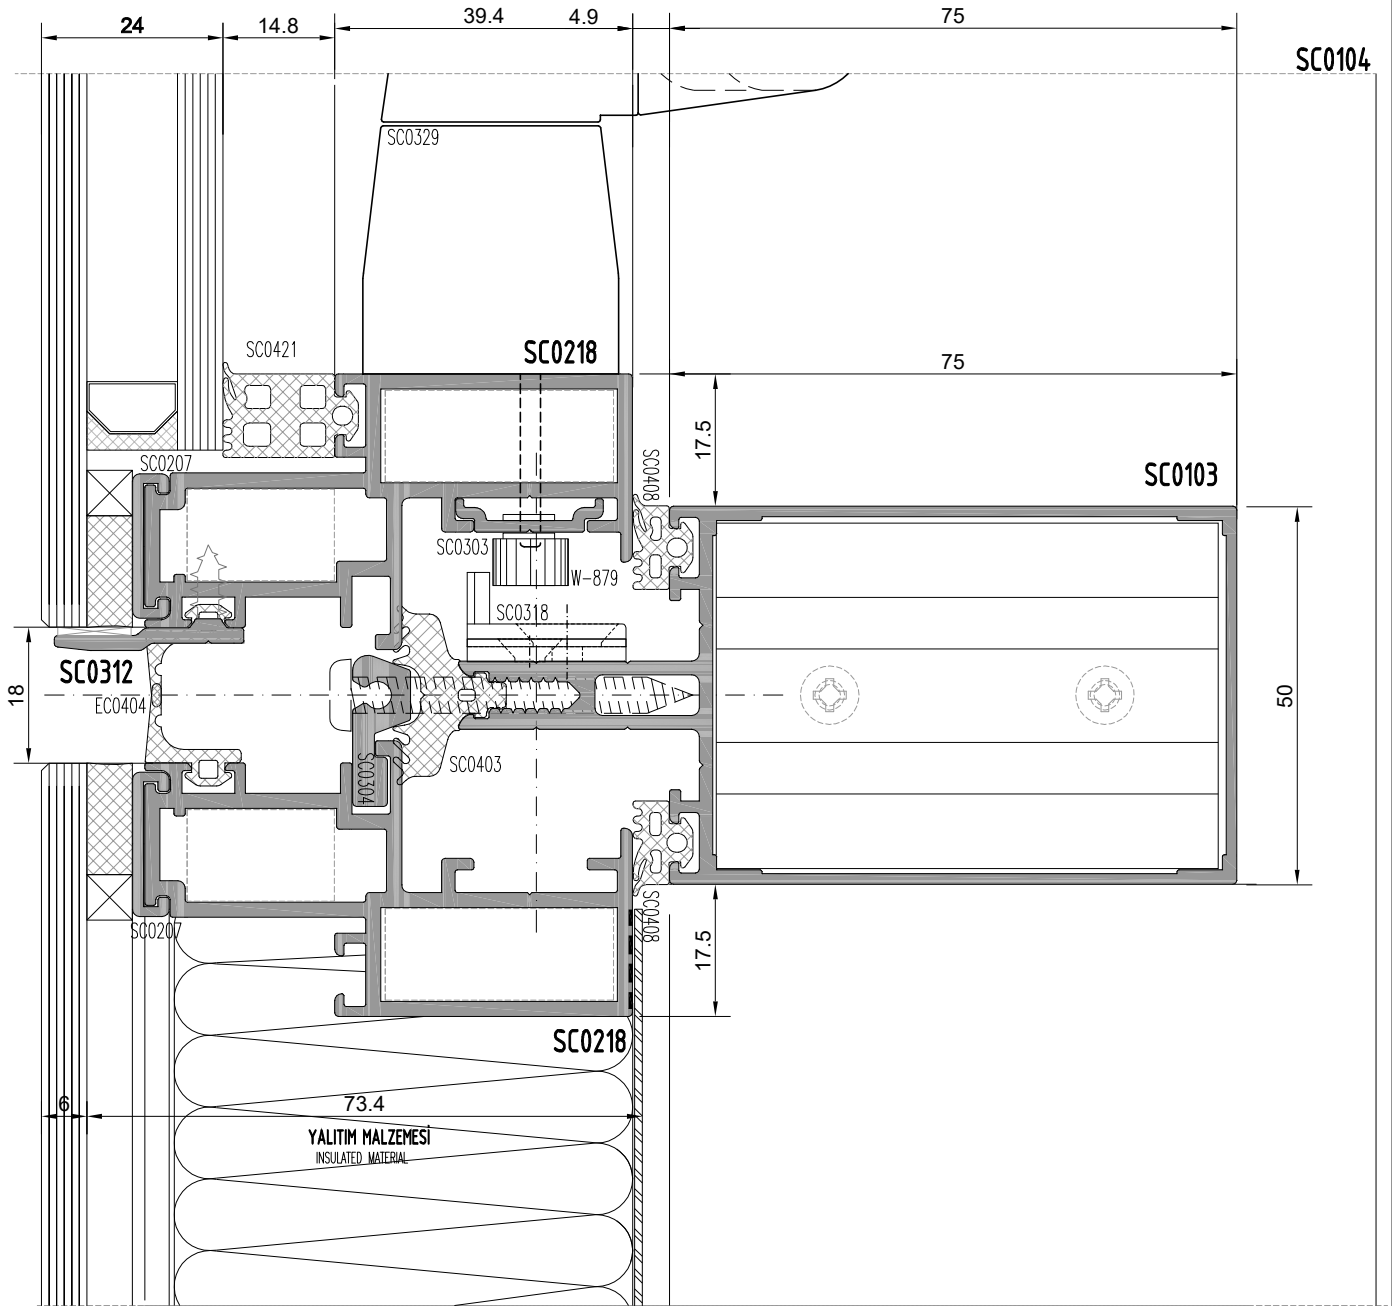 24
14.8
39.4
4.9
75
SC0104
SC0329
SC0421
SC0218
75
17.5
SC0207
SC0408
SC0103
SC0303
W-879
SC0318
SC0312
18
EC0404
50
SC0403
SC0304
SC0207
SC0408
17.5
SC0218
6
73.4
YALITIM MALZEMESİ
INSULATED MATERIAL